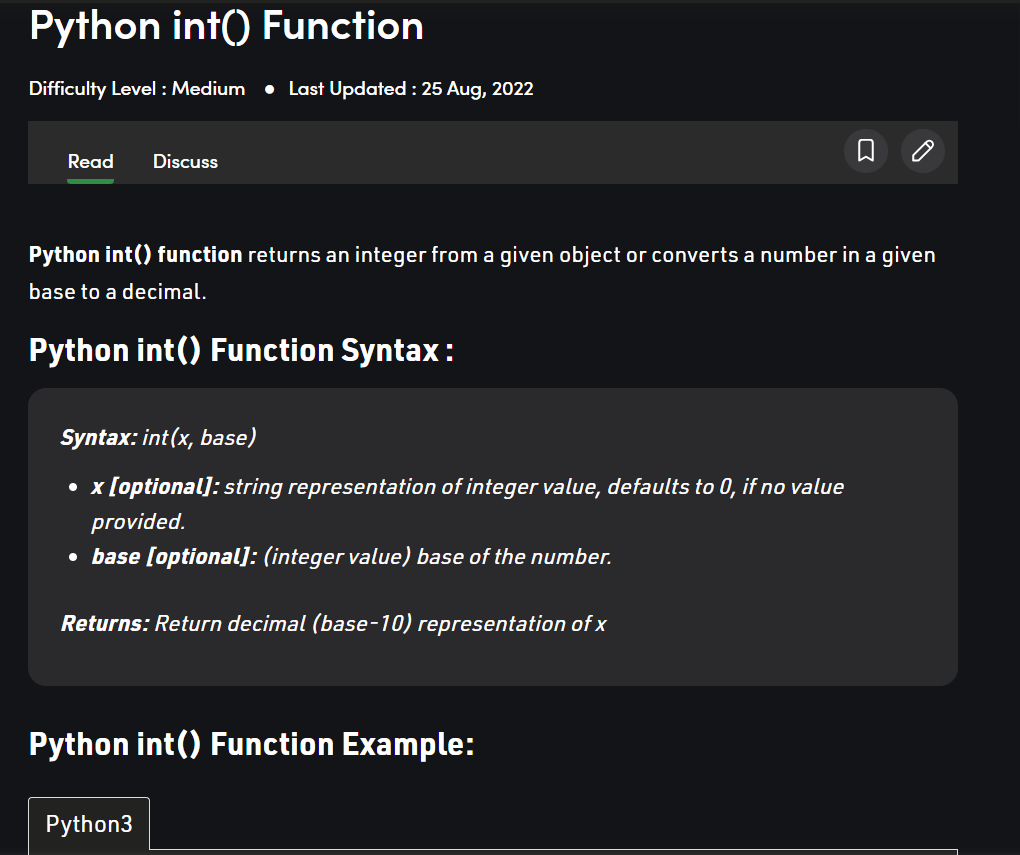 Python int() Function
Difficulty Level : Medium ● Last Updated : 25 Aug, 2022
Read Discuss
Python int() function returns an integer from a given object or converts a number in a given
base to a decimal.
Python int() Function Syntax :
Syntax: int(x, base)
• x [optional]: string representation of integer value, defaults to 0, if no value
provided.
• base [optional]: (integer value) base of the number.
Returns: Return decimal (base-10) representation of x
Python int() Function Example:
Python3